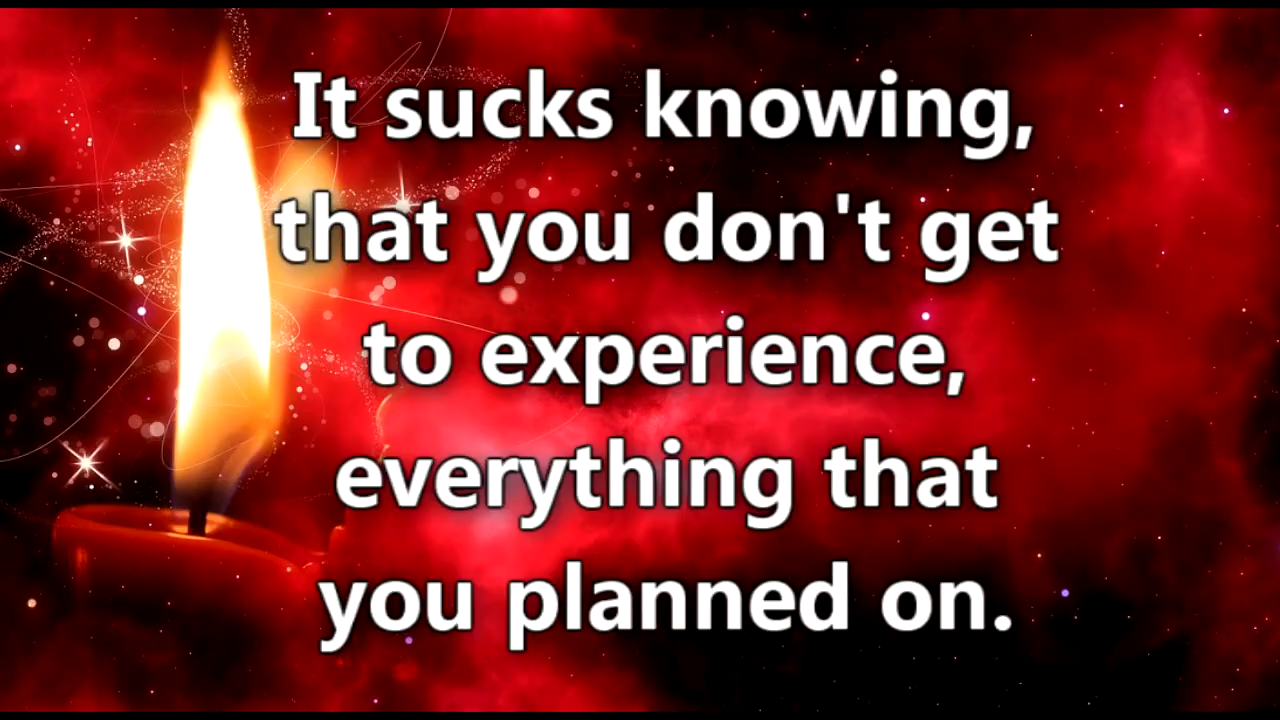 It sucks knowing,
that you don't get
to experience,
everything that
you planned on.